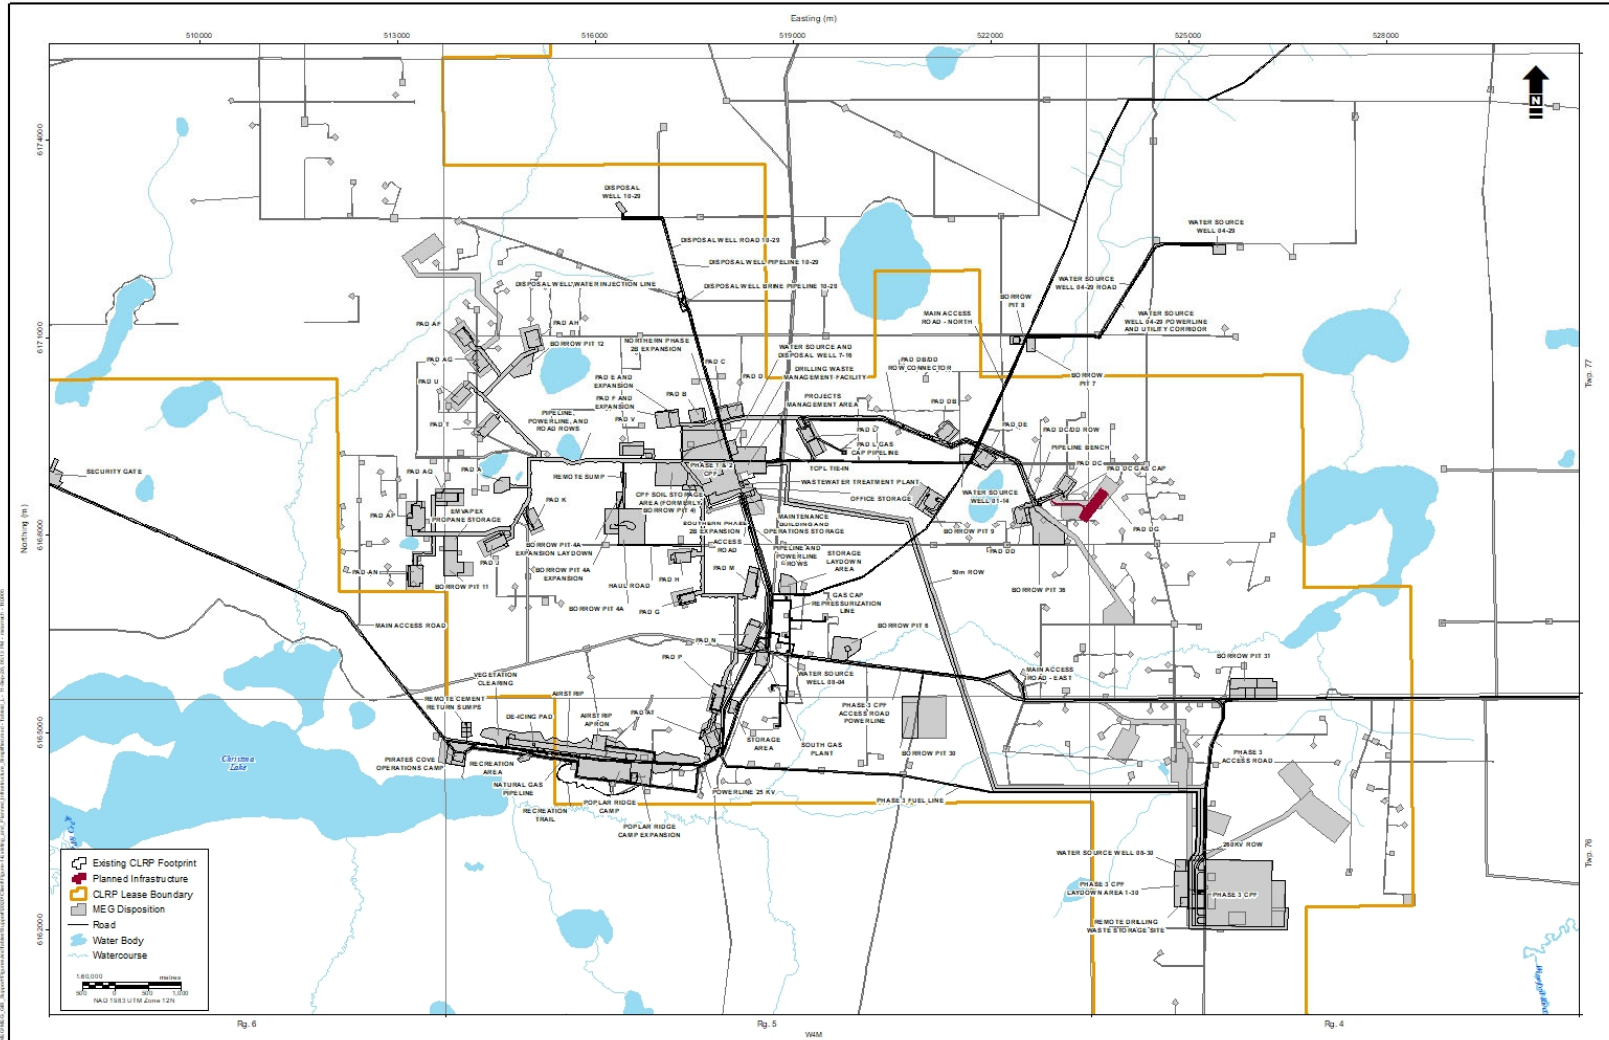 Easting (m)
510000
513000
516000
519000
522000
525000
528000
Northing (m)
6174000
6171000
6168000
6165000
6162000
N
DISPOSAL
WELL 10-29
DISPOSAL WELL ROAD 10-29
DISPOSAL WELL PIPELINE 10-29
DISPOSAL WELL BRINE PIPELINE 10-29
DISPOSAL WELL WATER INJECTION LINE
WATER SOURCE
WELL 04-29
WATER SOURCE
WELL 04-29 ROAD
WATER SOURCE
WELL 04-29 POWERLINE
AND UTILITY CORRIDOR
BORROW
PIT 8
MAIN ACCESS
ROAD - NORTH
BORROW
PIT 7
PAD AF
PAD AH
BORROW PIT 12
NORTHERN PHASE
2B EXPANSION
PAD AG
PAD U
PAD T
PAD C
PAD D
WATER SOURCE AND
DISPOSAL WELL 7-16
DRILLING WASTE
MANAGEMENT FACILITY
PROJECTS
MANAGEMENT AREA
PAD DB/DD
ROW CONNECTOR
PAD E AND
EXPANSION
PAD F AND
EXPANSION
PAD B
PAD V
PIPELINE,
POWERLINE, AND
ROAD ROWS
PAD DB
PAD DE
PAD DC/DD ROW
PIPELINE BENCH
PAD DC
PAD DC GAS CAP
PAD L GAS
CAP PIPELINE
TCPL TIE-IN
SECURITY GATE
PAD AQ
PAD A
REMOTE SUMP
PHASE 1 & 2
CPF
WASTEWATER TREATMENT PLANT
OFFICE STORAGE
WATER SOURCE
WELL 01-14
PAD AP
EMVAPEX
PROPANE STORAGE
PAD K
CPF SOIL STORAGE
AREA (FORMERLY
BORROW PIT 4)
SOUTHERN PHASE
2B EXPANSION
MAINTENANCE
BUILDING AND
OPERATIONS STORAGE
BORROW PIT 9
PAD DG
PAD DD
PAD J
BORROW PIT 4A
EXPANSION LAYDOWN
BORROW PIT 4A
EXPANSION
ACCESS
ROAD
PIPELINE AND
POWERLINE
ROWS
STORAGE
LAYDOWN
AREA
50m ROW
PAD AN
BORROW PIT 11
HAUL ROAD
PAD H
PAD M
BORROW PIT 36
BORROW PIT 4A
PAD G
GAS CAP
REPRESSURIZATION
LINE
MAIN ACCESS ROAD
PAD N
BORROW PIT 6
PAD P
VEGETATION
CLEARING
WATER SOURCE
WELL 08-04
MAIN ACCESS
ROAD - EAST
BORROW PIT 31
REMOTE CEMENT
RETURN SUMPS
AIRSTRIP
DE-ICING PAD
AIRSTRIP
APRON
PAD AT
PHASE 3 CPF
ACCESS ROAD
POWERLINE
STORAGE
AREA
SOUTH GAS
PLANT
BORROW PIT 30
PHASE 3
ACCESS ROAD
Christina
Lake
PIRATES COVE
OPERATIONS CAMP
RECREATION
AREA
NATURAL GAS
PIPELINE
RECREATION
TRAIL
POPLAR RIDGE
CAMP
POPLAR RIDGE
CAMP EXPANSION
POWERLINE 25 KV
PHASE 3 FUEL LINE
WATER SOURCE WELL 08-30
PHASE 3 CPF
LAYDOWN AREA 1-30
PHASE 3 CPF
REMOTE DRILLING
WASTE STORAGE SITE
Existing CLRP Footprint
Planned Infrastructure
CLRP Lease Boundary
MEG Disposition
Road
Water Body
Watercourse
1:60,000
metres
500 0 500 1,000
NAD 1983 UTM Zone 12N
Twp. 77
Twp. 76
Rg. 6
Rg. 5
Rg. 4
W4M